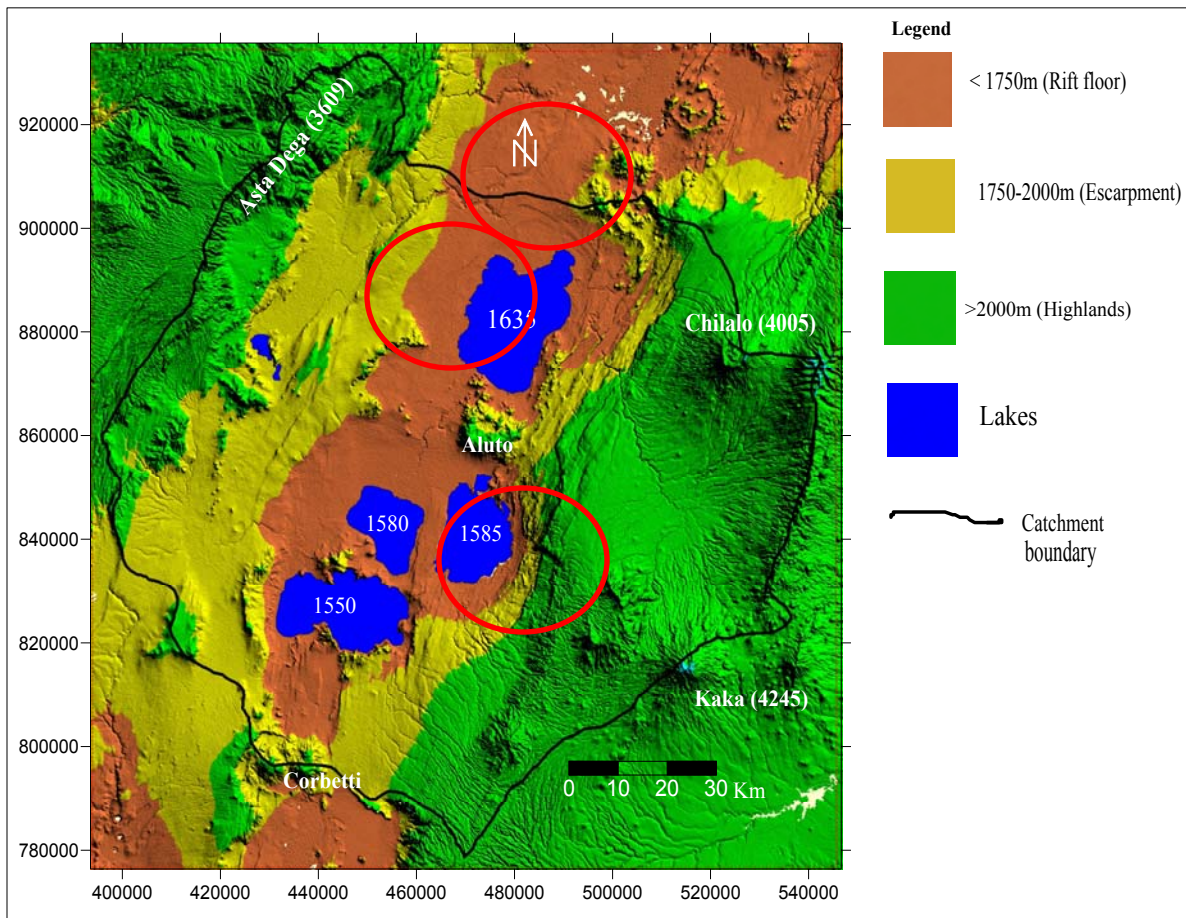 Legend
< 1750m (Rift floor)
1750-2000m (Escarpment)
>2000m (Highlands)
Lakes
Catchment
boundary
920000
900000
880000
860000
840000
820000
800000
780000
Asta Dega (3609)
N
1635
Chilalo (4005)
Aluto
1580
1585
1550
Kaka (4245)
Corbetti
0 10 20 30 Km
400000 420000 440000 460000 480000 500000 520000 540000